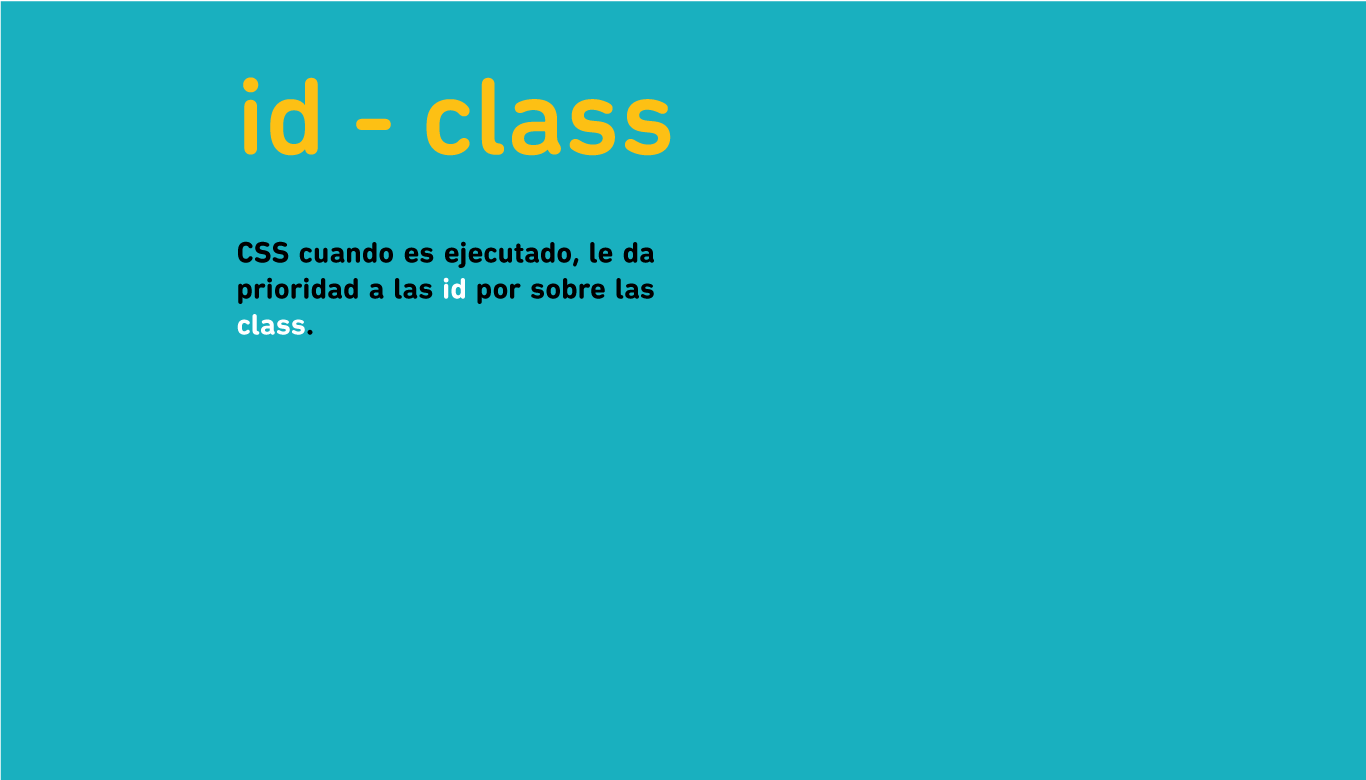 id - class
CSS cuando es ejecutado, le da
prioridad a las id por sobre las
class.